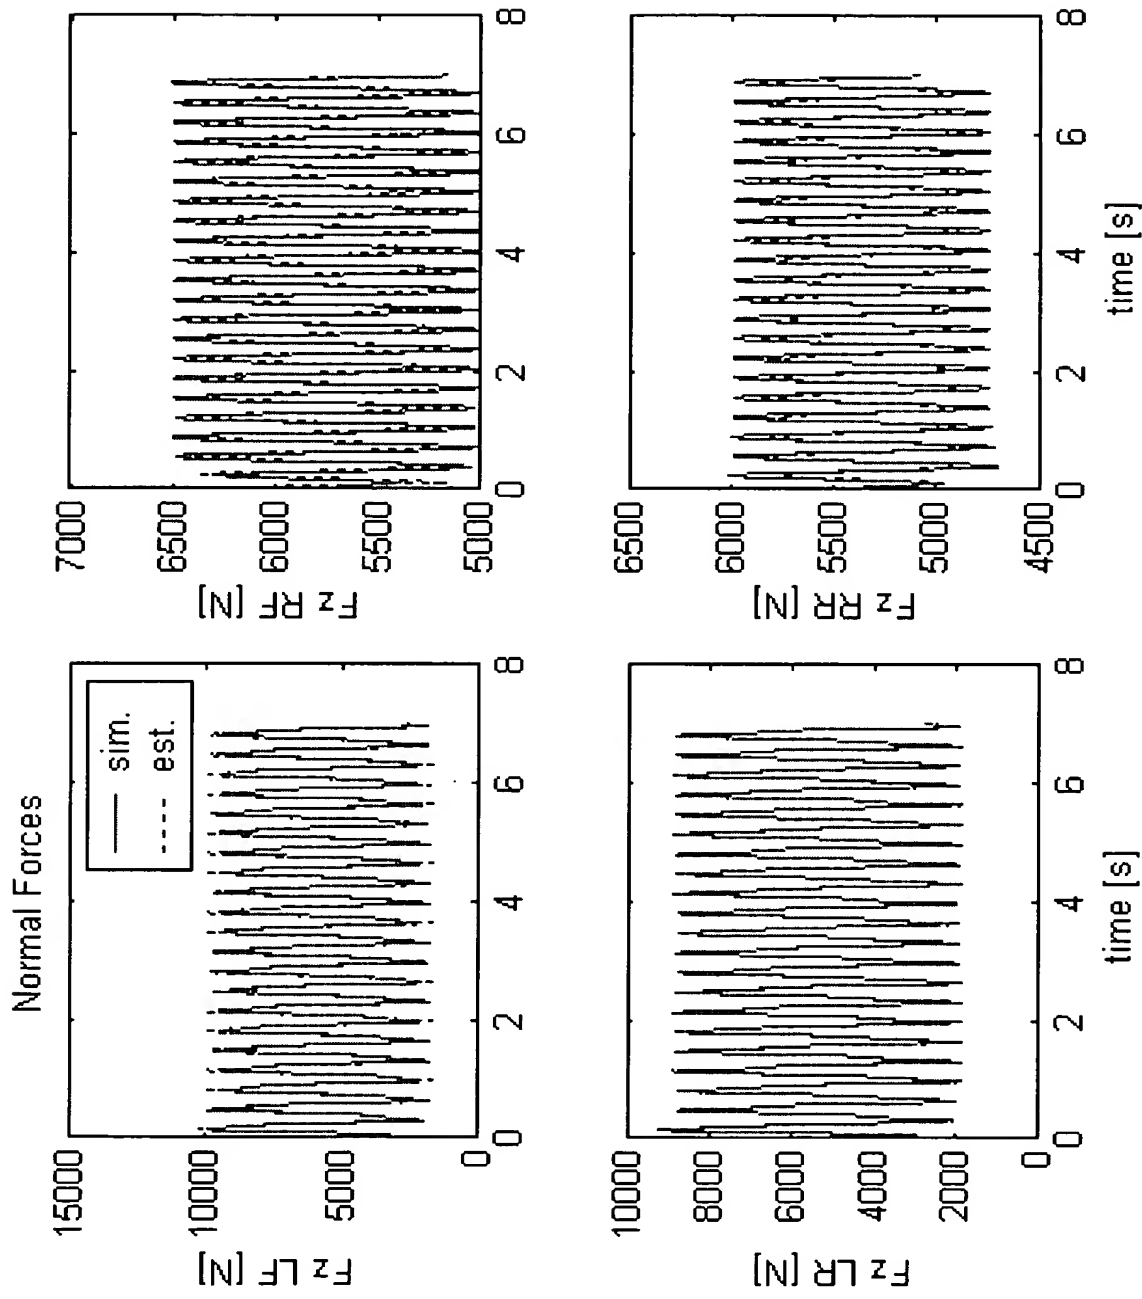 Normal Forces
Fz LF [N]
15000
10000
5000
0
sim.
est.
0 2 4 6 8
Fz RF [N]
7000
6500
6000
5500
5000
0 2 4 6 8
Fz LR [N]
10000
8000
6000
4000
2000
0
0 2 4 6 8
time [s]
Fz RR [N]
6500
6000
5500
5000
4500
0 2 4 6 8
time [s]